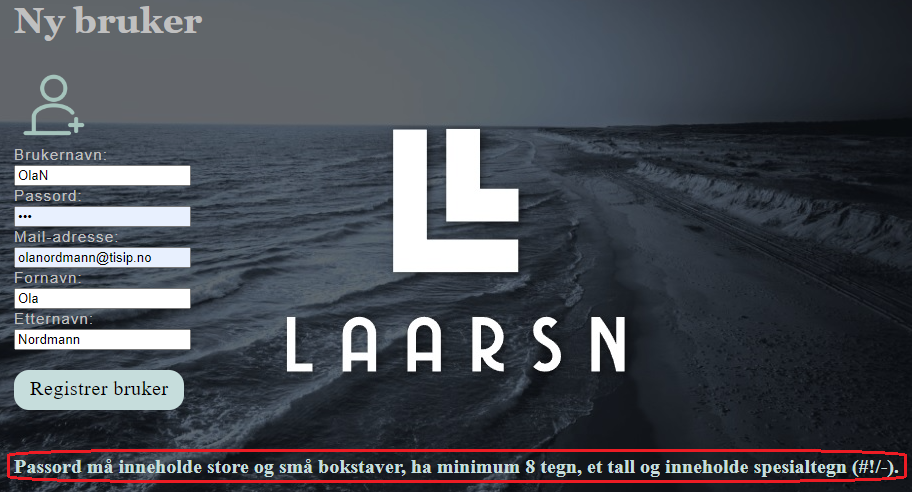 Ny bruker
Brukernavn:
OlaN
Passord:
•••
Mail-adresse:
olanordmann@tisip.no
Fornavn:
Ola
Etternavn:
Nordmann
LAARSN
Registrer bruker
Passord må inneholde store og små bokstaver, ha minimum 8 tegn, et tall og inneholde spesialtegn (#!/-).